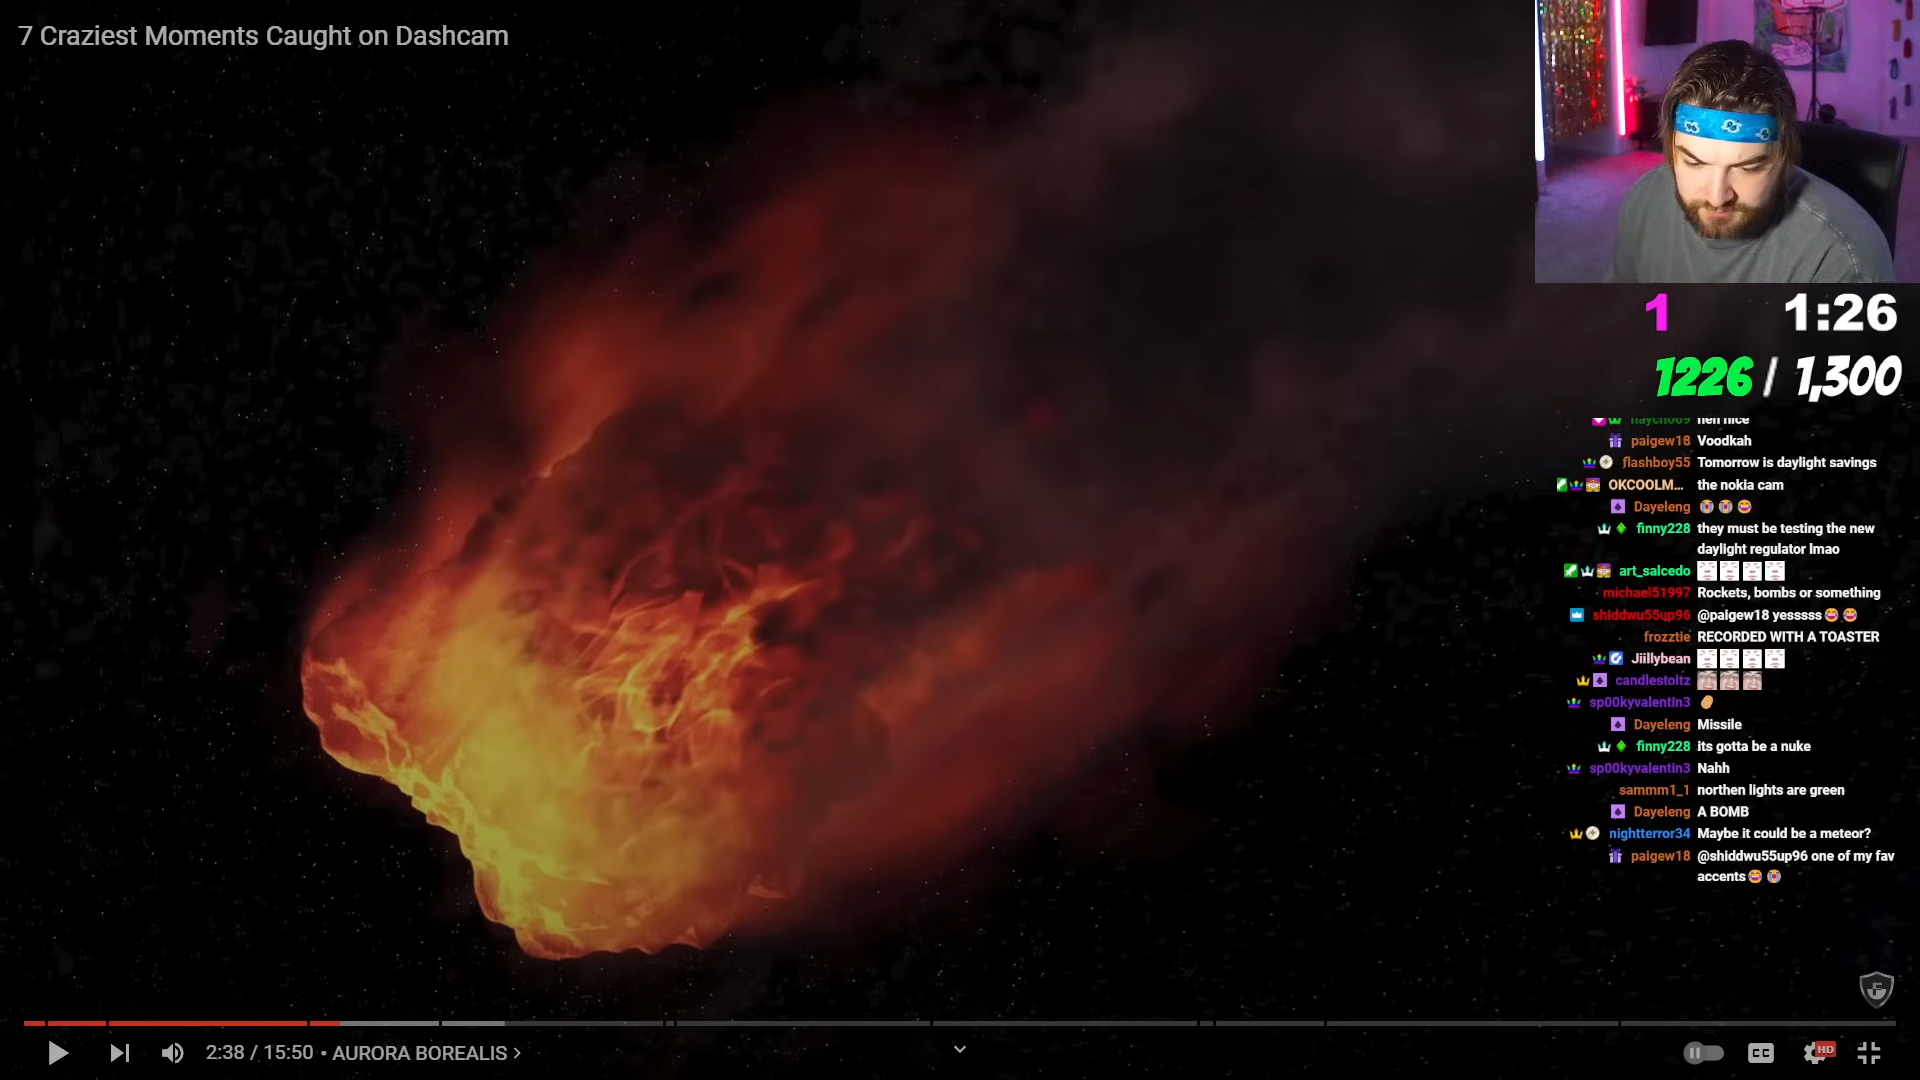 7 Craziest Moments Caught on Dashcam
1 1:26
1226 / 1,300
haycho69 heh nice
paigew18 Voodkah
flashboy55 Tomorrow is daylight savings
OKCOOLM... the nokia cam
Dayeleng
finny228 they must be testing the new
daylight regulator lmao
art_salcedo
michael51997 Rockets, bombs or something
shiddwu55up96 @paigew18 yesssss
frozztie RECORDED WITH A TOASTER
Jiillybean
candlestoltz
sp00kyvalentin3
Dayeleng Missile
finny228 its gotta be a nuke
sp00kyvalentin3 Nahh
sammm1_1 northen lights are green
Dayeleng A BOMB
nightterror34 Maybe it could be a meteor?
paigew18 @shiddwu55up96 one of my fav
accents
2:38 / 15:50 • AURORA BOREALIS >
CC
HD